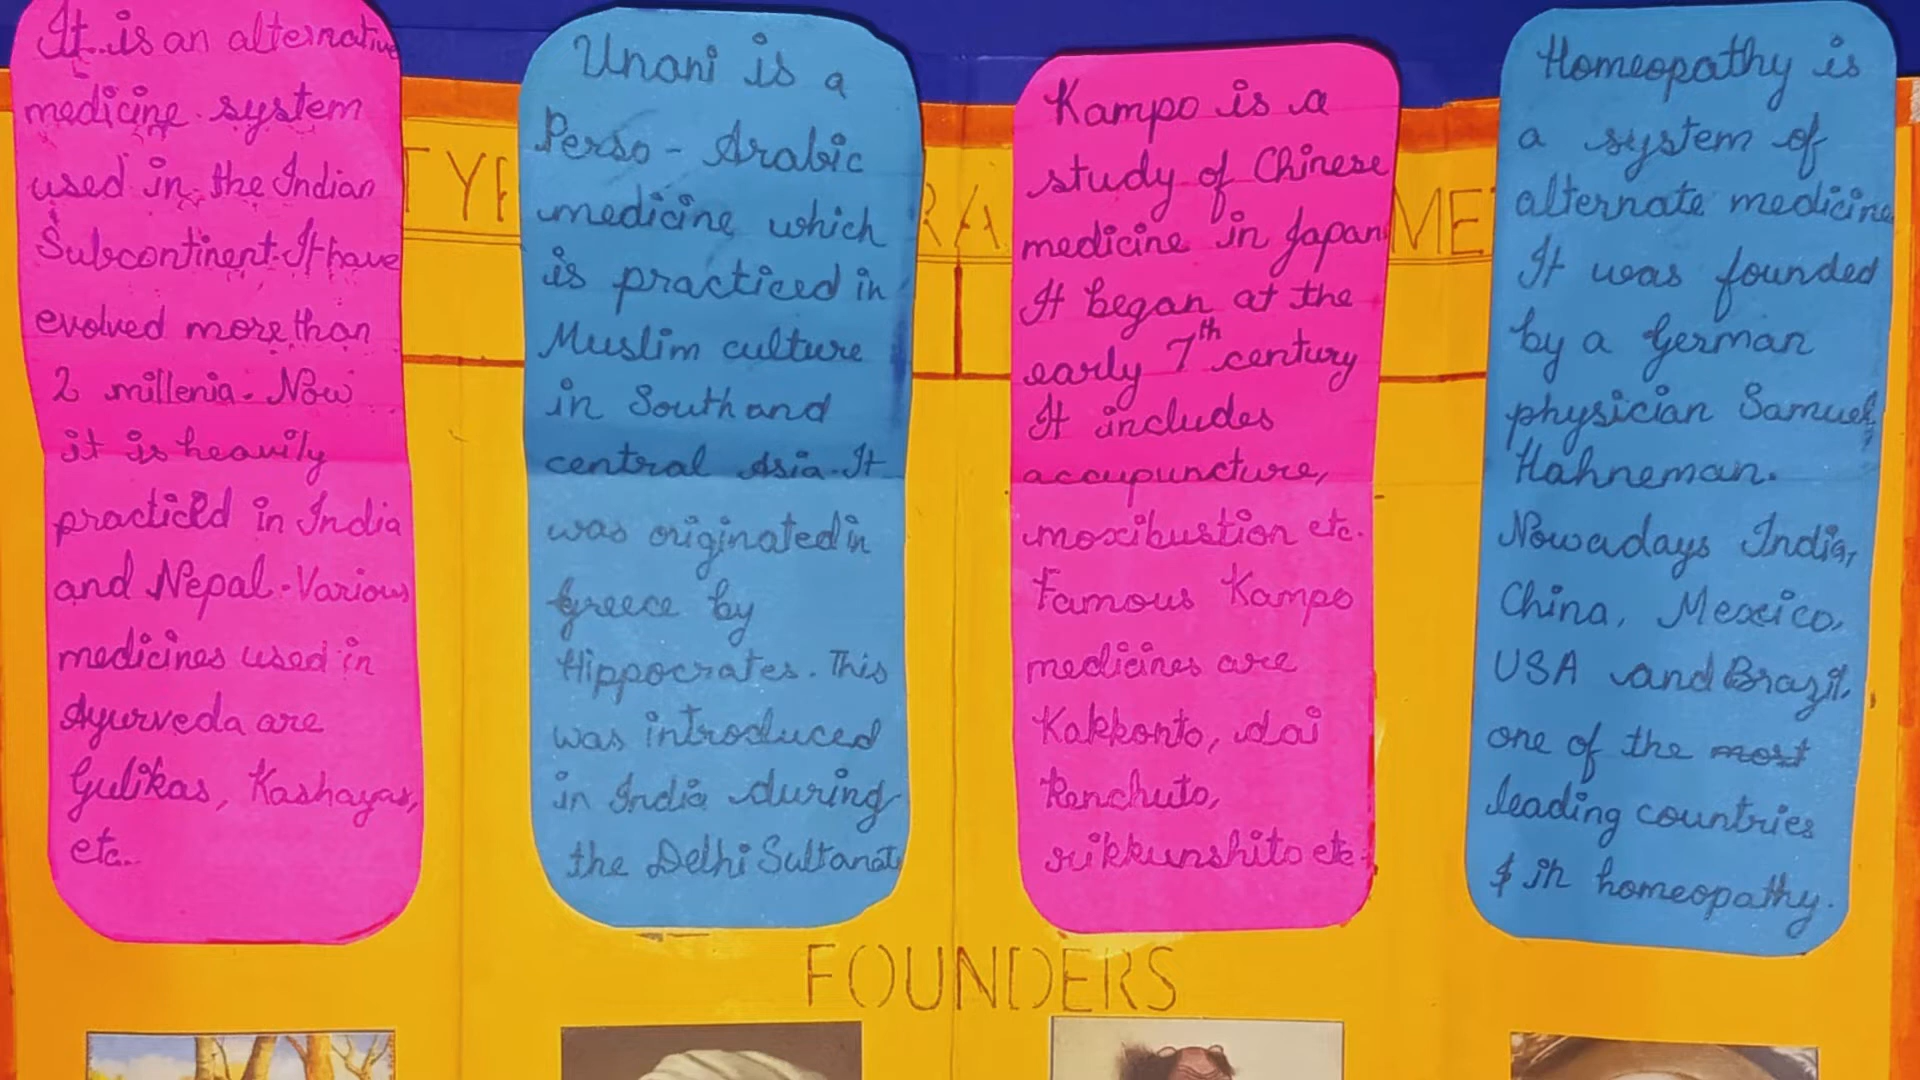 It is an alternative
medicine system
used in the Indian
Subcontinent. It have
evolved more than
2 millenia. Now
it is heavily
practiced in India
and Nepal. Various
medicines used in
Ayurveda are
Gulikas, Kashayas,
etc.
Unani is a
Perso-Arabic
medicine which
is practiced in
Muslim culture
in South and
central Asia. It
was originated in
Greece by
Hippocrates. This
was introduced
in India during
the Delhi Sultanate
Kampo is a
study of Chinese
medicine in Japan
It began at the
early 7th century
It includes
acoupuncture,
moxibustion etc.
Famous Kampo
medicines are
Kakkonto, dai
Kenchuto,
rikkunshito etc.
Homeopathy is
a system of
alternate medicine
It was founded
by a German
physician Samuel
Hahneman.
Nowadays India,
China, Mexico,
USA and Brazil,
one of the most
leading countries
in homeopathy.
TYP
RA
ME
FOUNDERS